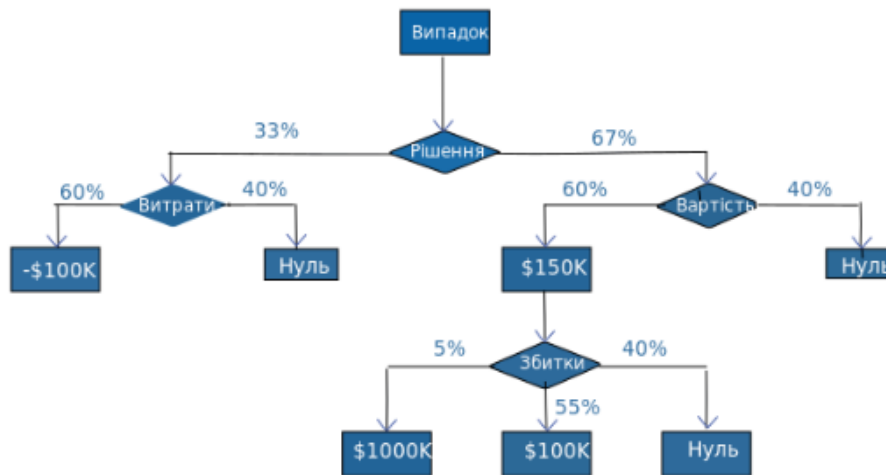 Випадок
33%
Рішення
67%
60%
Витрати
40%
60%
Вартість
40%
-$100K
Нуль
$150K
Нуль
5%
Збитки
40%
55%
$1000K
$100K
Нуль